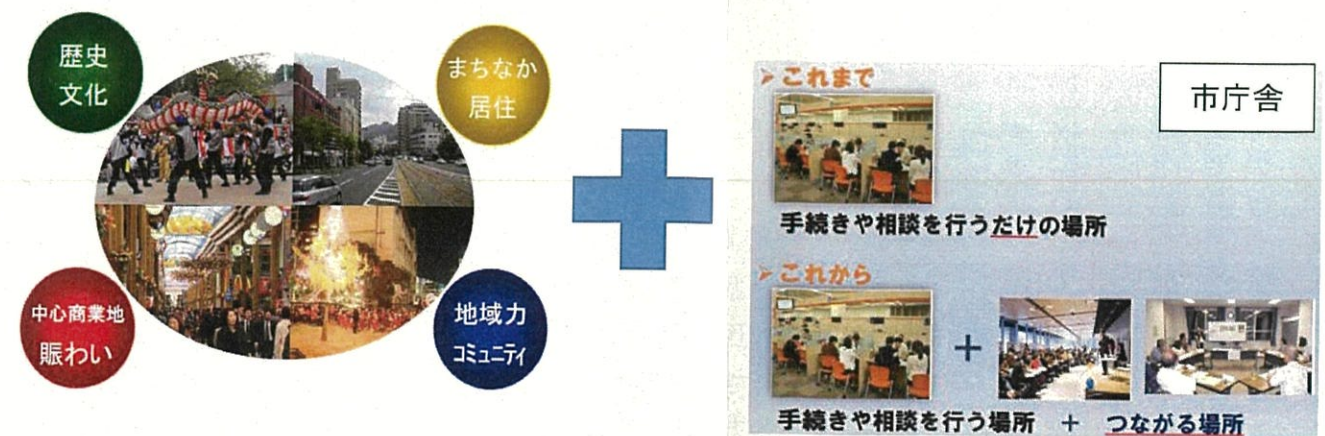 歴史
文化
まちなか
居住
中心商業地
賑わい
地域力
コミュニティ
市庁舎
➢これまで
手続きや相談を行うだけの場所
➢これから
+
手続きや相談を行う場所 + つながる場所